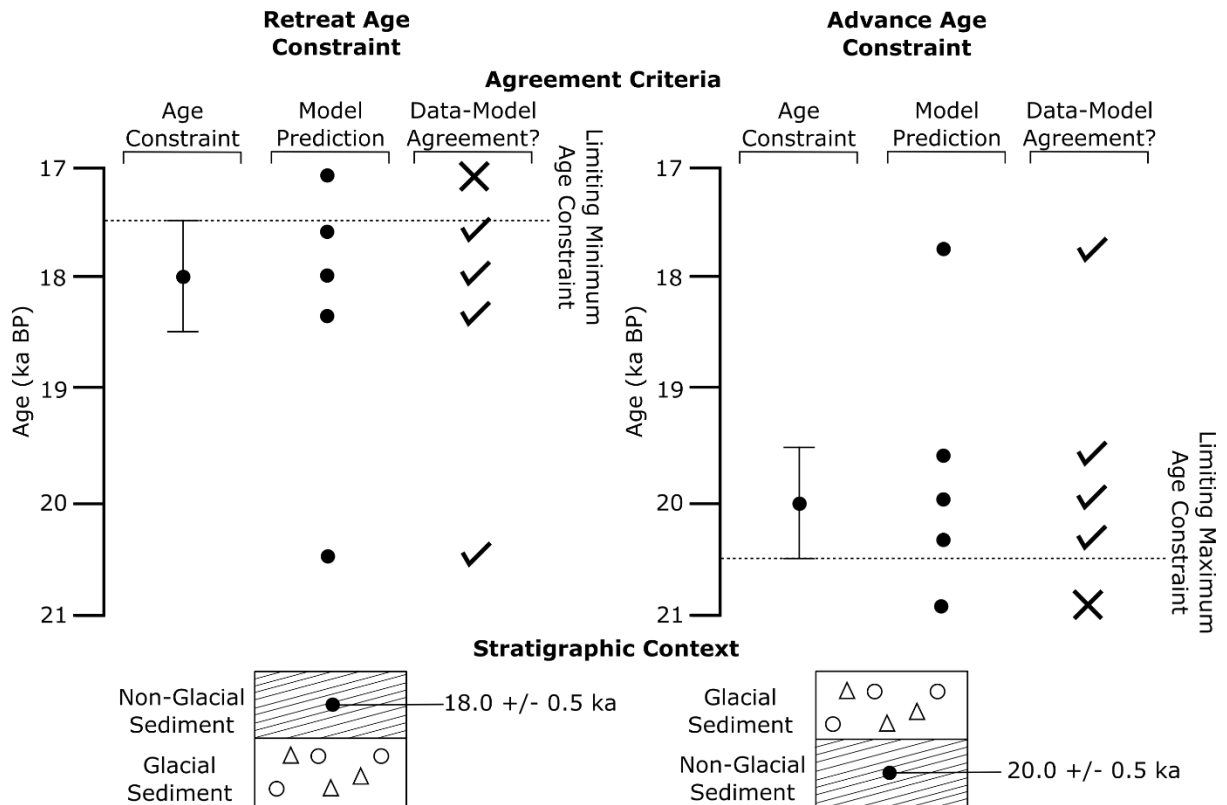 Retreat Age
Constraint
Advance Age
Constraint
Agreement Criteria
Age
Constraint
Model
Prediction
Data-Model
Agreement?
Limiting Minimum
Age Constraint
Age (ka BP)
17
18
19
20
21
Age
Constraint
Model
Prediction
Data-Model
Agreement?
Limiting Maximum
Age Constraint
Age (ka BP)
17
18
19
20
21
Stratigraphic Context
Non-Glacial
Sediment
18.0 +/- 0.5 ka
Glacial
Sediment
Glacial
Sediment
Non-Glacial
Sediment
20.0 +/- 0.5 ka